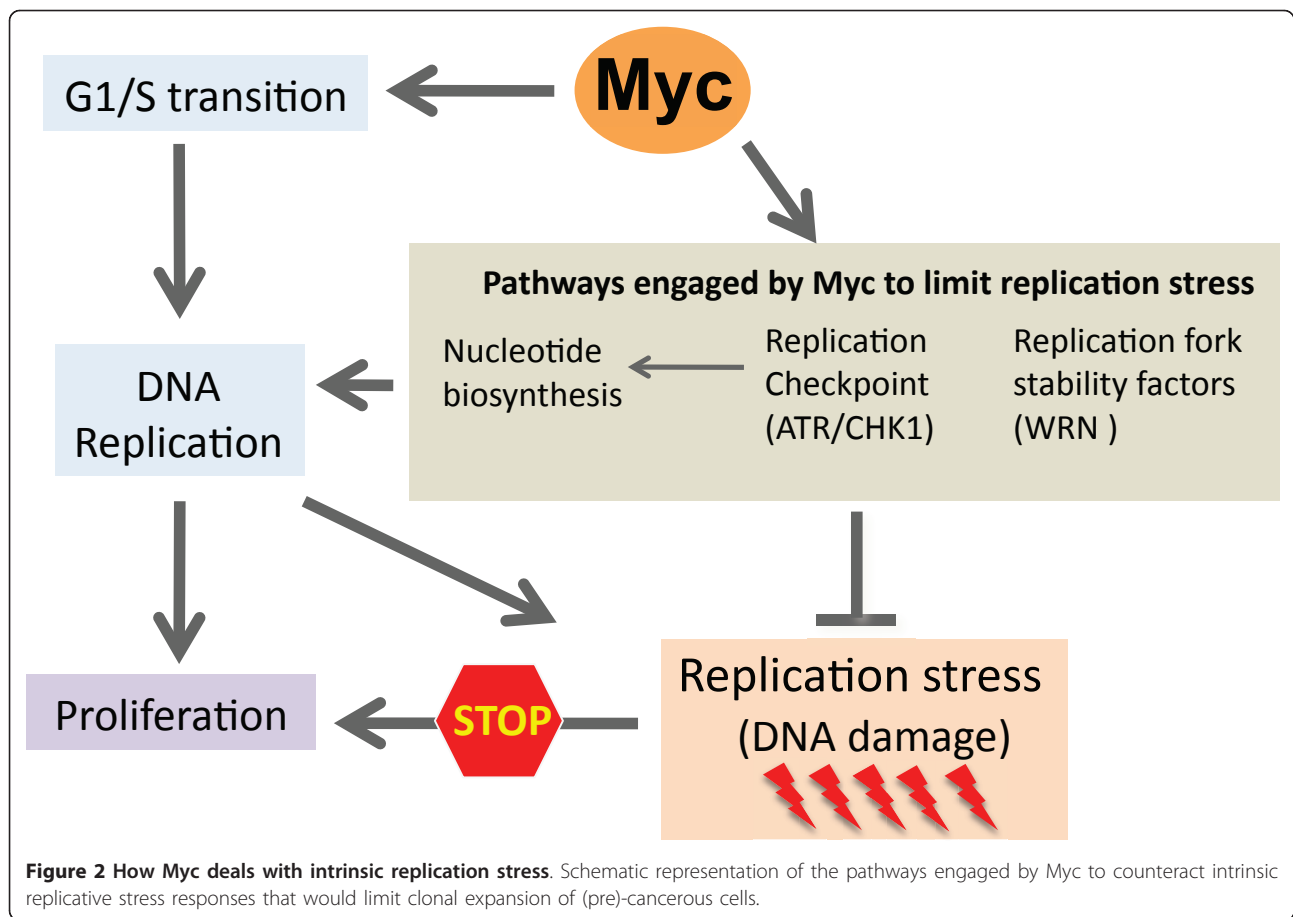 Myc
G1/S transition
Pathways engaged by Myc to limit replication stress
Nucleotide
biosynthesis
Replication
Checkpoint
(ATR/CHK1)
Replication fork
stability factors
(WRN )
DNA
Replication
Replication stress
(DNA damage)
STOP
Proliferation
Figure 2 How Myc deals with intrinsic replication stress. Schematic representation of the pathways engaged by Myc to counteract intrinsic
replicative stress responses that would limit clonal expansion of (pre)-cancerous cells.